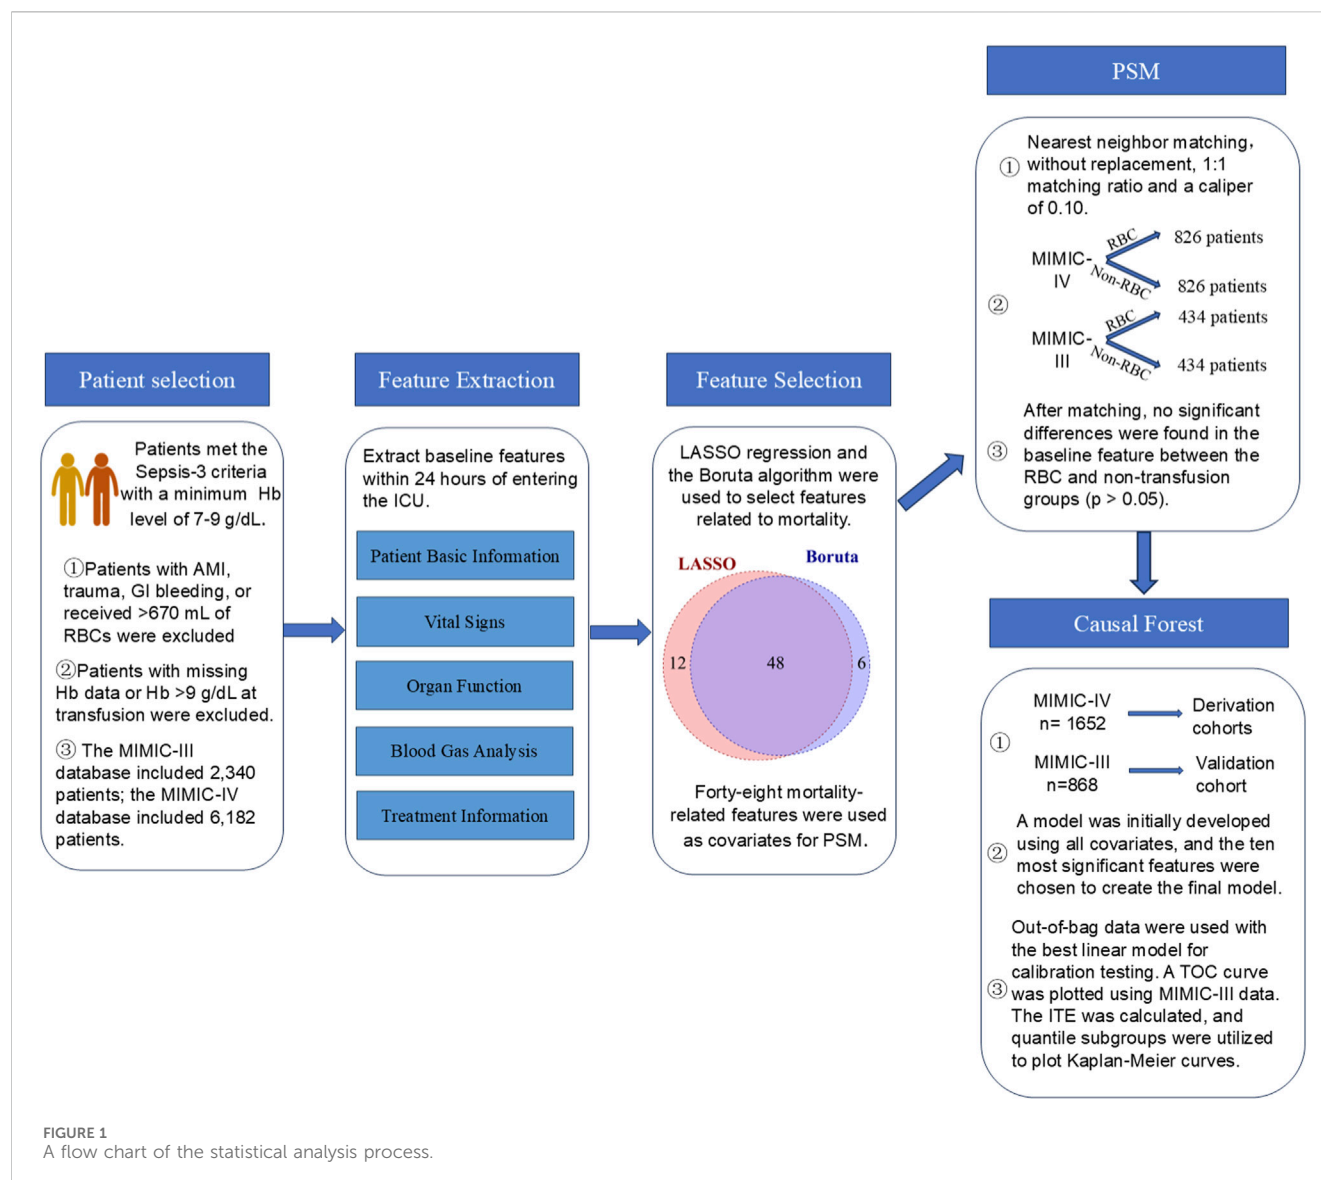 Patient selection
Patients met the
Sepsis-3 criteria
with a minimum Hb
level of 7-9 g/dL.
①Patients with AMI,
trauma, GI bleeding, or
received >670 mL of
RBCs were excluded
②Patients with missing
Hb data or Hb >9 g/dL at
transfusion were excluded.
③ The MIMIC-III
database included 2,340
patients; the MIMIC-IV
database included 6,182
patients.
Feature Extraction
Extract baseline features
within 24 hours of entering
the ICU.
Patient Basic Information
Vital Signs
Organ Function
Blood Gas Analysis
Treatment Information
Feature Selection
LASSO regression and
the Boruta algorithm were
used to select features
related to mortality.
LASSO
Boruta
12
48
6
Forty-eight mortality-
related features were used
as covariates for PSM.
PSM
①
Nearest neighbor matching,
without replacement, 1:1
matching ratio and a caliper
of 0.10.
②
MIMIC-
IV
RBC
826 patients
Non-RBC
826 patients
MIMIC-
III
RBC
434 patients
Non-RBC
434 patients
③
After matching, no significant
differences were found in the
baseline feature between the
RBC and non-transfusion
groups (p > 0.05).
Causal Forest
①
MIMIC-IV
n= 1652
Derivation
cohorts
MIMIC-III
n=868
Validation
cohort
②
A model was initially developed
using all covariates, and the ten
most significant features were
chosen to create the final model.
③
Out-of-bag data were used with
the best linear model for
calibration testing. A TOC curve
was plotted using MIMIC-III data.
The ITE was calculated, and
quantile subgroups were utilized
to plot Kaplan-Meier curves.
FIGURE 1
A flow chart of the statistical analysis process.